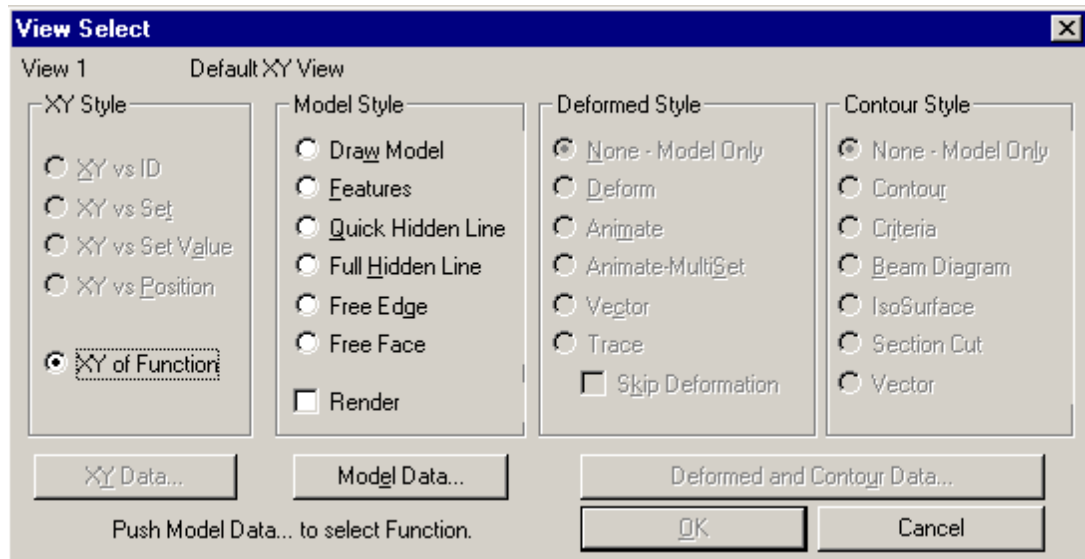 View Select
View 1 Default XY View
XY Style
XY vs ID
XY vs Set
XY vs Set Value
XY vs Position
XY of Function
Model Style
Draw Model
Features
Quick Hidden Line
Full Hidden Line
Free Edge
Free Face
Render
Deformed Style
None - Model Only
Deform
Animate
Animate-MultiSet
Vector
Trace
Skip Deformation
Contour Style
None - Model Only
Contour
Criteria
Beam Diagram
IsoSurface
Section Cut
Vector
XY Data...
Model Data...
Deformed and Contour Data...
Push Model Data... to select Function.
OK
Cancel